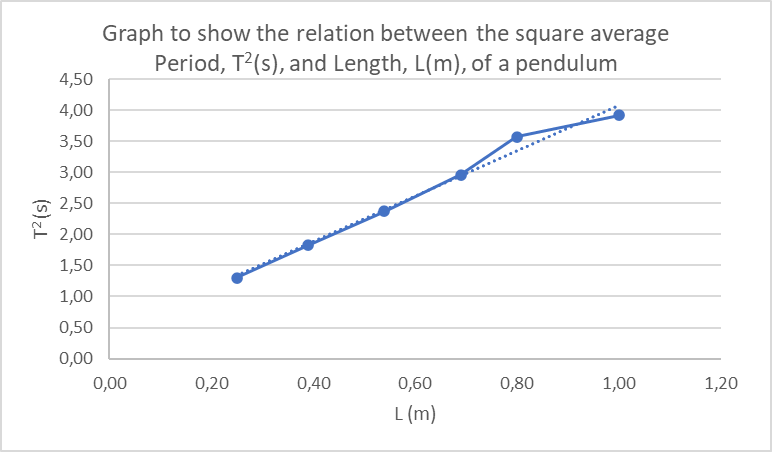 Graph to show the relation between the square average
Period, T²(s), and Length, L(m), of a pendulum
4,50
4,00
3,50
3,00
2,50
2,00
1,50
1,00
0,50
0,00
T²(s)
0,00 0,20 0,40 0,60 0,80 1,00 1,20
L (m)